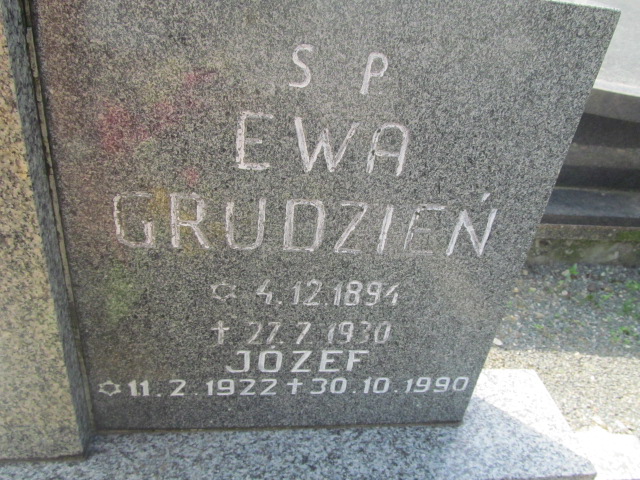 S P
EWA
GRUDZIEŃ
✡ 4.12.1894
✝ 27.7 1930
JÓZEF
✡ 11.2.1922 ✝ 30.10.1990